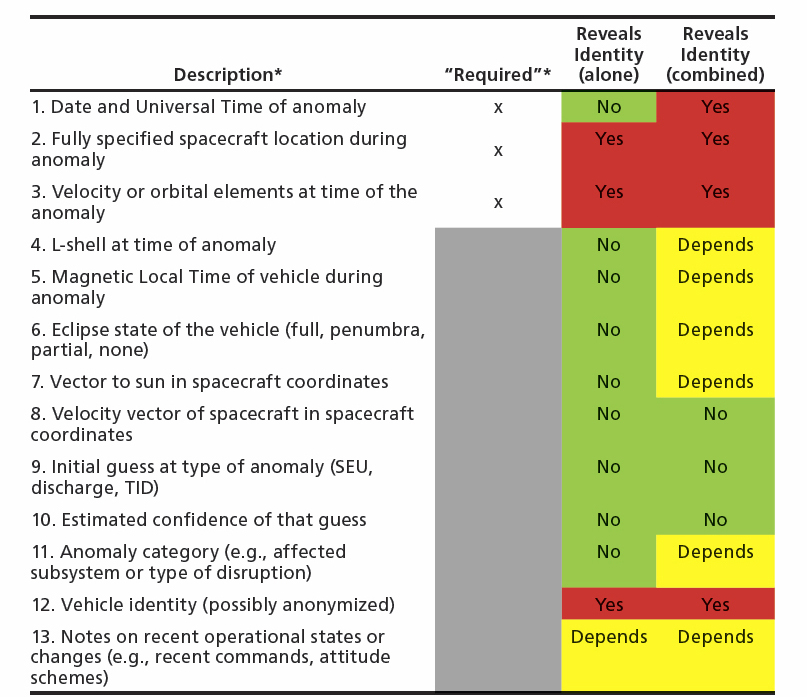 Reveals Reveals
Identity Identity
Description* “Required”* (alone) (combined)
1. Date and Universal Time of anomaly x No Yes
2. Fully specified spacecraft location during
anomaly x Yes Yes
3. Velocity or orbital elements at time of the
anomaly x Yes Yes
4. L-shell at time of anomaly No Depends
5. Magnetic Local Time of vehicle during
anomaly No Depends
6. Eclipse state of the vehicle (full, penumbra,
partial, none) No Depends
7. Vector to sun in spacecraft coordinates No Depends
8. Velocity vector of spacecraft in spacecraft
coordinates No No
9. Initial guess at type of anomaly (SEU,
discharge, TID) No No
10. Estimated confidence of that guess No No
11. Anomaly category (e.g., affected
subsystem or type of disruption) No Depends
12. Vehicle identity (possibly anonymized) Yes Yes
13. Notes on recent operational states or
changes (e.g., recent commands, attitude
schemes) Depends Depends